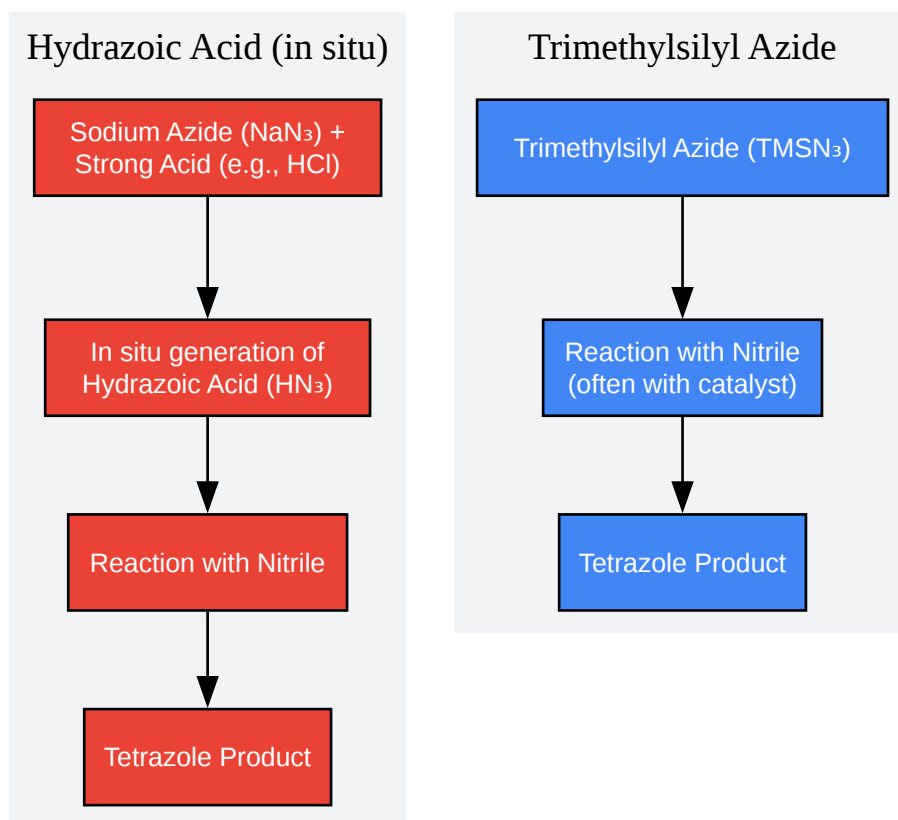 Hydrazoic Acid (in situ)
Sodium Azide (NaN₃) +
Strong Acid (e.g., HCl)
In situ generation of
Hydrazoic Acid (HN₃)
Reaction with Nitrile
Tetrazole Product
Trimethylsilyl Azide
Trimethylsilyl Azide (TMSN₃)
Reaction with Nitrile
(often with catalyst)
Tetrazole Product